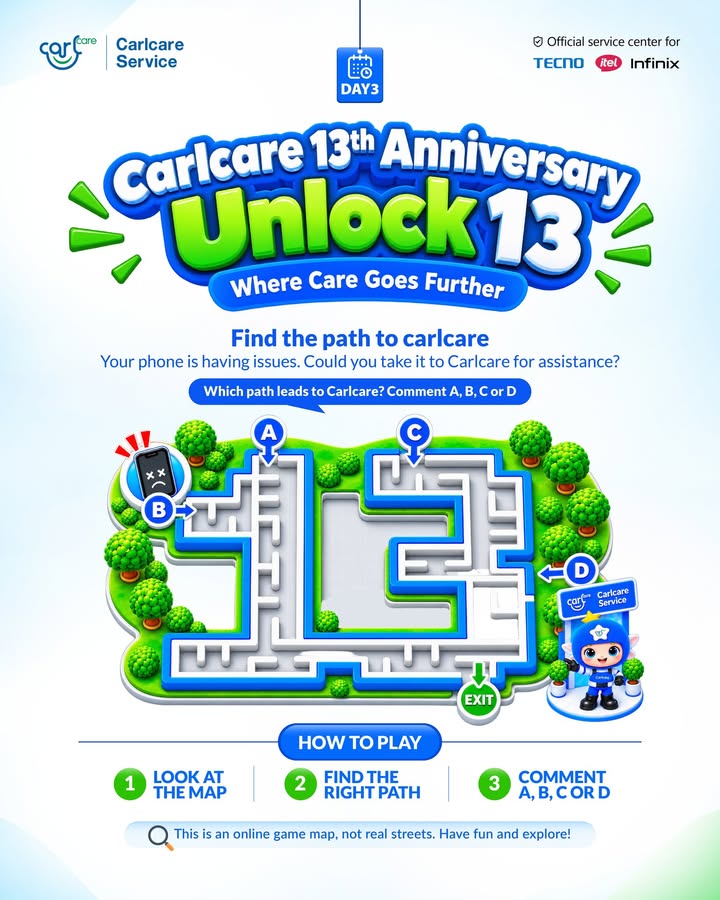 carlcare
Carlcare
Service
Official service center for
TECNO itel Infinix
DAY3
Carlcare 13th Anniversary
Unlock 13
Where Care Goes Further
Find the path to carlcare
Your phone is having issues. Could you take it to Carlcare for assistance?
Which path leads to Carlcare? Comment A, B, C or D
A
C
B
D
carlcare
Carlcare
Service
Carlcare
EXIT
HOW TO PLAY
1 LOOK AT
THE MAP
2 FIND THE
RIGHT PATH
3 COMMENT
A, B, C OR D
This is an online game map, not real streets. Have fun and explore!